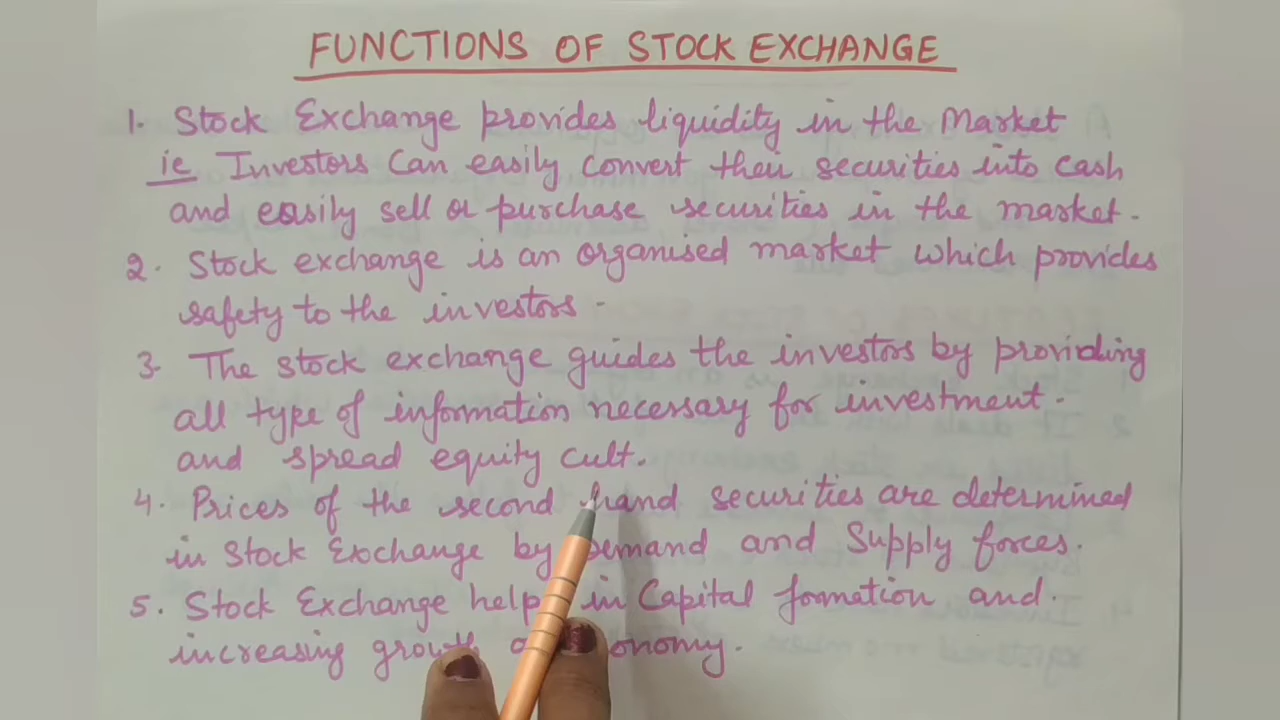 FUNCTIONS OF STOCK EXCHANGE
1. Stock Exchange provides liquidity in the Market
ie Investors Can easily convert their securities into cash
and easily sell or purchase securities in the market.
2. Stock exchange is an organised market which provides
safety to the investors.
3. The stock exchange guides the investors by providing
all type of information necessary for investment.
and spread equity cult.
4. Prices of the second hand securities are determined
in Stock Exchange by Demand and Supply forces.
5. Stock Exchange help in Capital formation and
increasing growth economy.